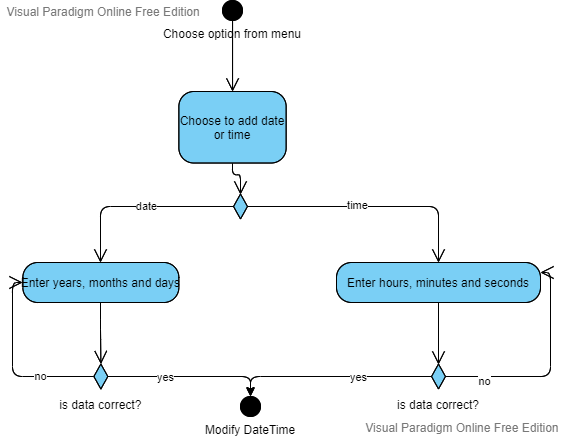 Visual Paradigm Online Free Edition
Choose option from menu
Choose to add date
or time
date
time
Enter years, months and days
Enter hours, minutes and seconds
no
yes
yes
no
is data correct?
is data correct?
Modify DateTime
Visual Paradigm Online Free Edition